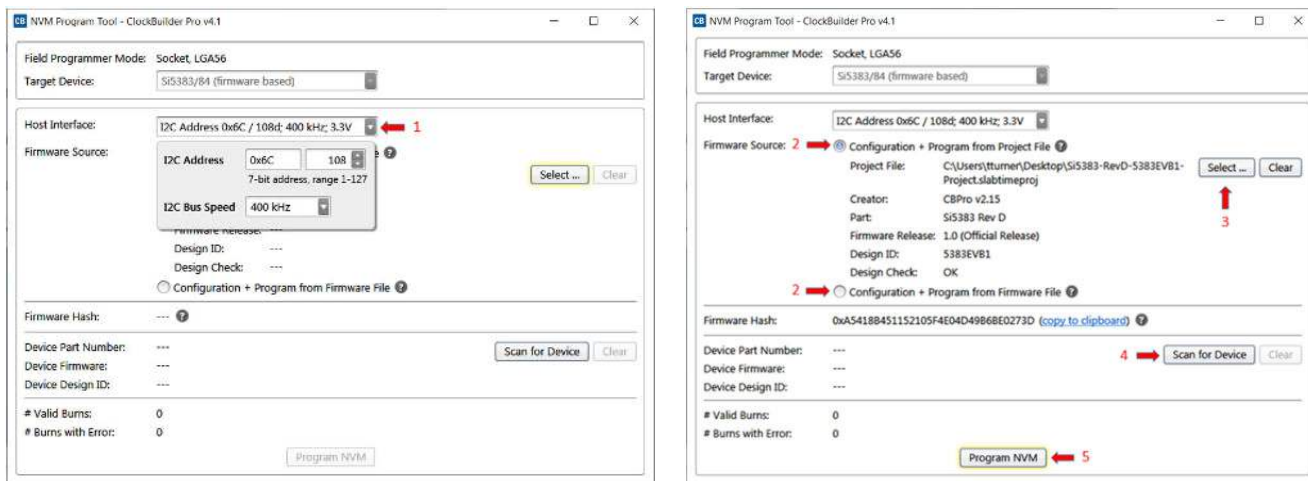 CB NVM Program Tool - ClockBuilder Pro v4.1
Field Programmer Mode: Socket, LGA56
Target Device: Si5383/84 (firmware based)
Host Interface: I2C Address 0x6C / 108d; 400 kHz; 3.3V 1
Firmware Source:
I2C Address 0x6C 108
7-bit address, range 1-127
Select ... Clear
I2C Bus Speed 400 kHz
Firmware Release: ---
Design ID: ---
Design Check: ---
Configuration + Program from Firmware File ?
Firmware Hash: --- ?
Device Part Number: --- Scan for Device Clear
Device Firmware: ---
Device Design ID: ---
# Valid Burns: 0
# Burns with Error: 0
Program NVM
CB NVM Program Tool - ClockBuilder Pro v4.1
Field Programmer Mode: Socket, LGA56
Target Device: Si5383/84 (firmware based)
Host Interface: I2C Address 0x6C / 108d; 400 kHz; 3.3V
Firmware Source: 2 Configuration + Program from Project File ?
Project File: C:\Users\tturner\Desktop\Si5383-RevD-5383EVB1-
Project.slabtimeproj
Select ... Clear
3
Creator: CBPro v2.15
Part: Si5383 Rev D
Firmware Release: 1.0 (Official Release)
Design ID: 5383EVB1
Design Check: OK
2 Configuration + Program from Firmware File ?
Firmware Hash: 0xA5418B451152105F4E04D49B6BE0273D (copy to clipboard) ?
Device Part Number: --- 4 Scan for Device Clear
Device Firmware: ---
Device Design ID: ---
# Valid Burns: 0
# Burns with Error: 0
Program NVM 5